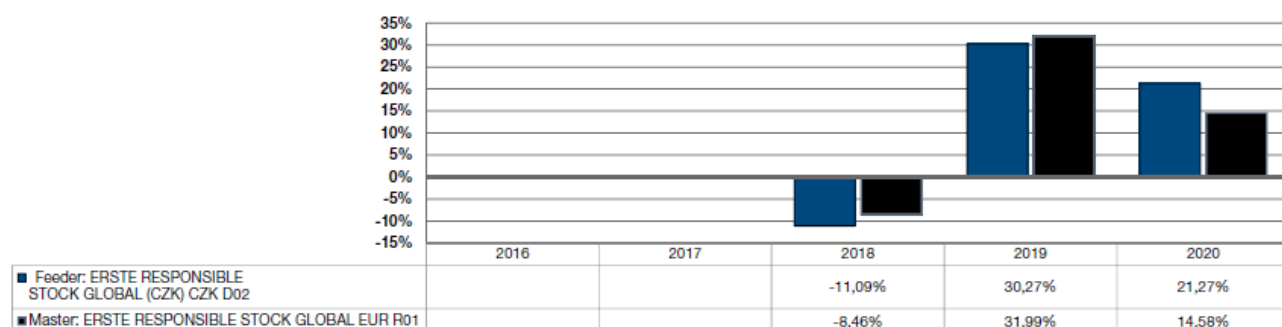 35%
30%
25%
20%
15%
10%
5%
0%
-5%
-10%
-15%
2016 2017 2018 2019 2020
Feeder: ERSTE RESPONSIBLE
STOCK GLOBAL (CZK) CZK D02 -11,09% 30,27% 21,27%
Master: ERSTE RESPONSIBLE STOCK GLOBAL EUR R01 -8,46% 31,99% 14,58%